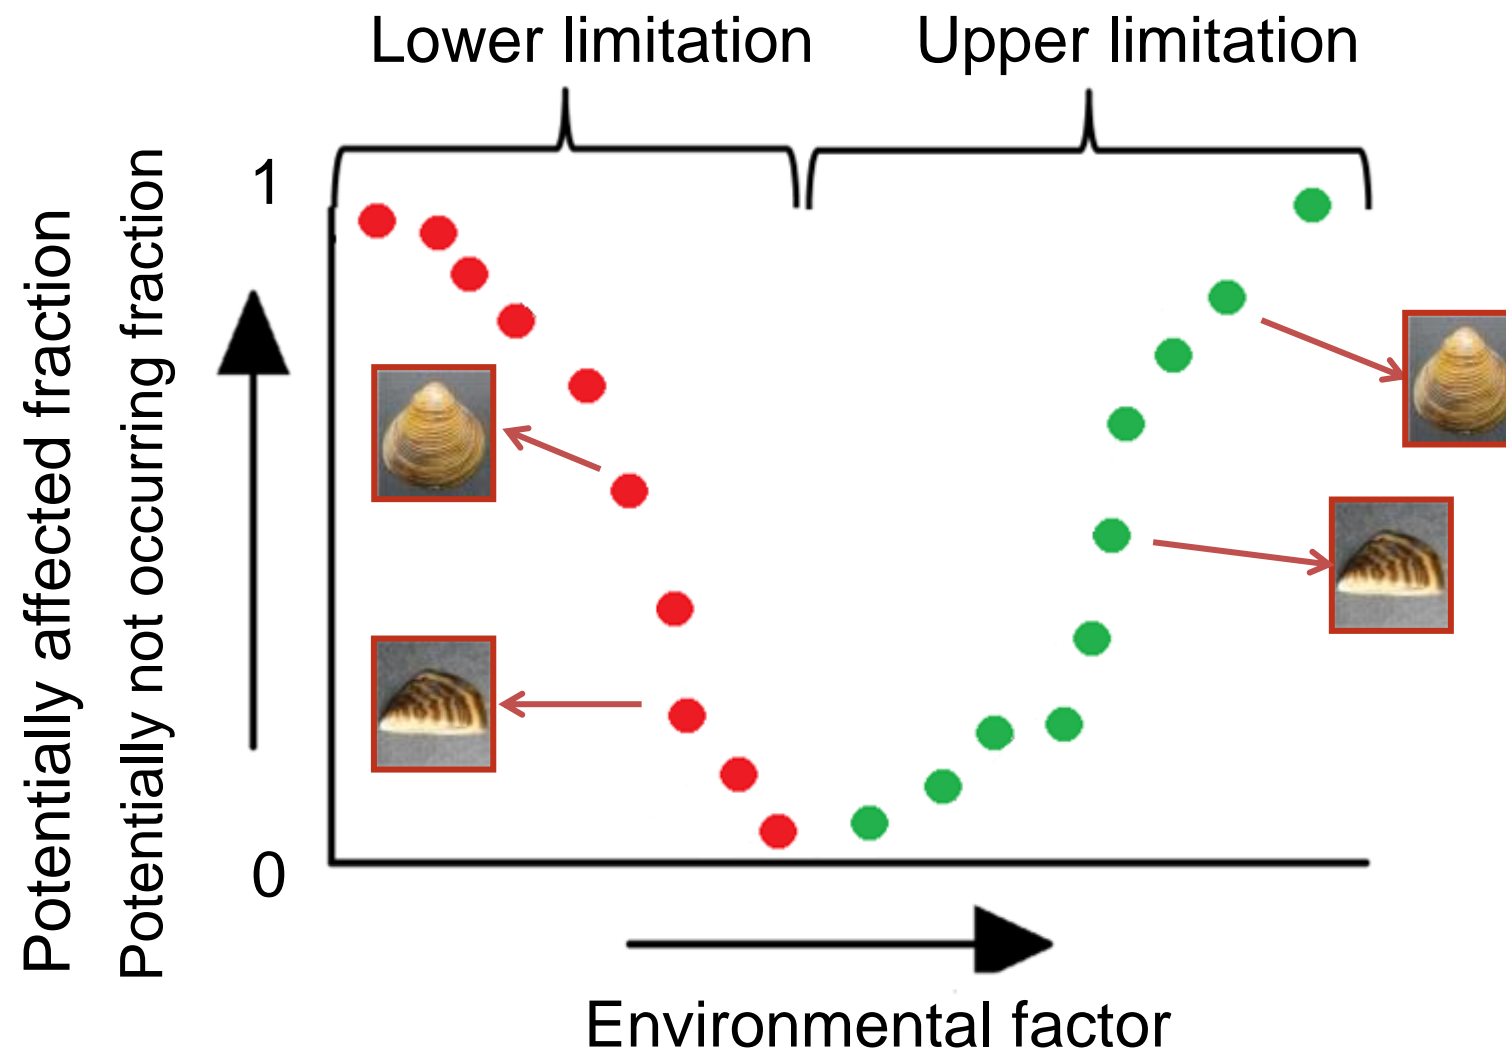 Lower limitation
Upper limitation
Potentially affected fraction
Potentially not occurring fraction
1
0
Environmental factor